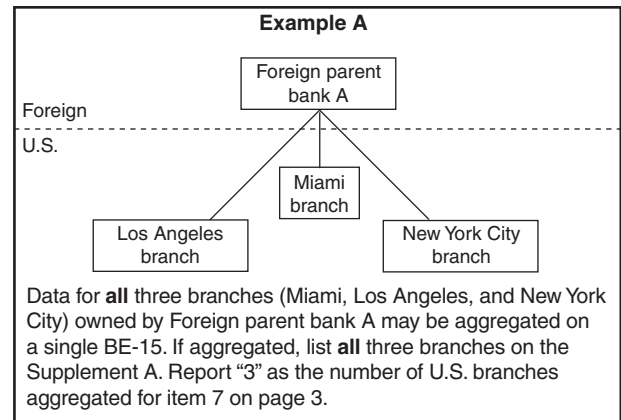 Example A
Foreign parent
bank A
Foreign
U.S.
Miami
branch
Los Angeles
branch
New York City
branch
Data for all three branches (Miami, Los Angeles, and New York
City) owned by Foreign parent bank A may be aggregated on
a single BE-15. If aggregated, list all three branches on the
Supplement A. Report “3” as the number of U.S. branches
aggregated for item 7 on page 3.